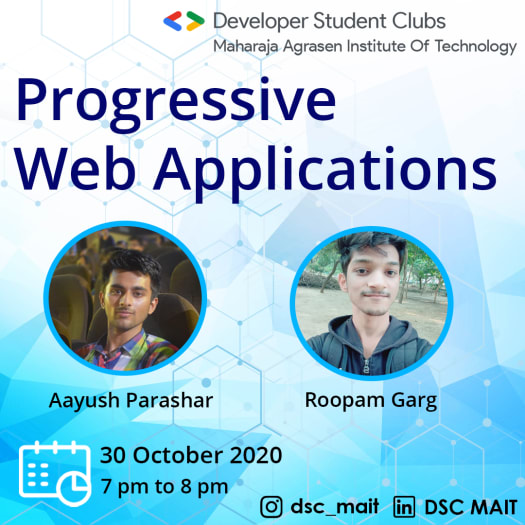 Developer Student Clubs
Maharaja Agrasen Institute Of Technology
Progressive
Web Applications
Aayush Parashar
Roopam Garg
30 October 2020
7 pm to 8 pm
dsc_mait
DSC MAIT